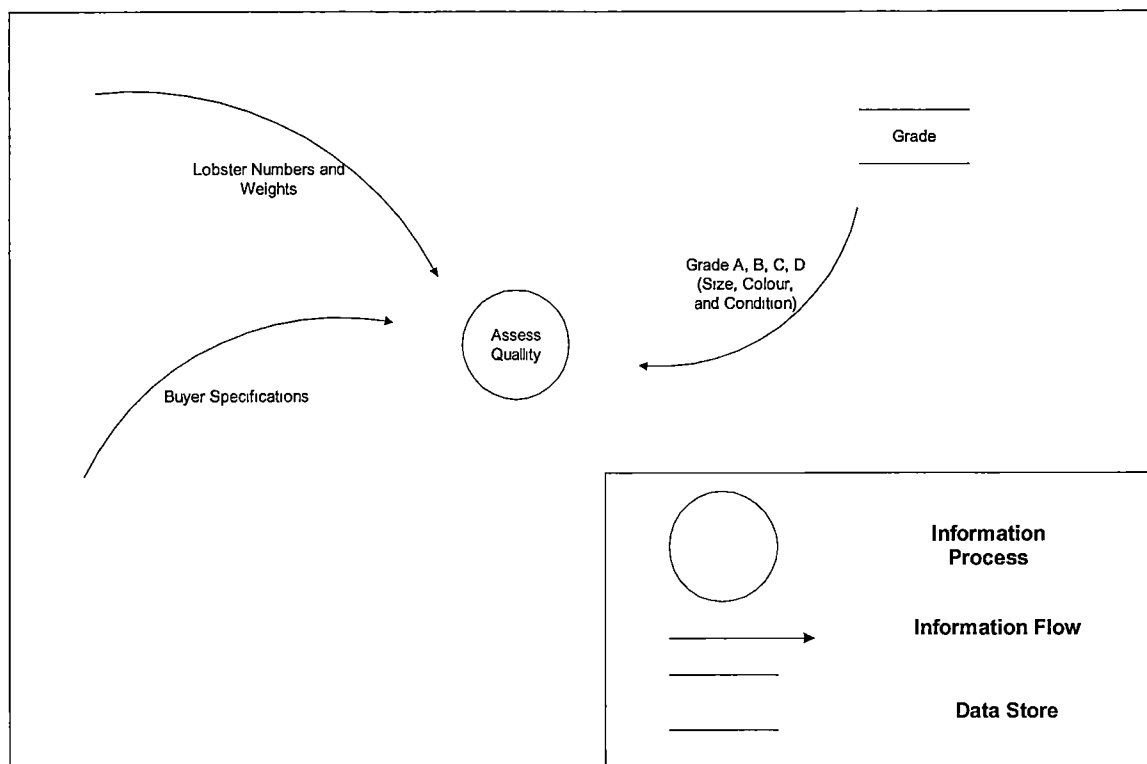 Lobster Numbers and
Weights
Grade
Grade A, B, C, D
(Size, Colour,
and Condition)
Assess
Quallity
Buyer Specifications
Information
Process
Information Flow
Data Store